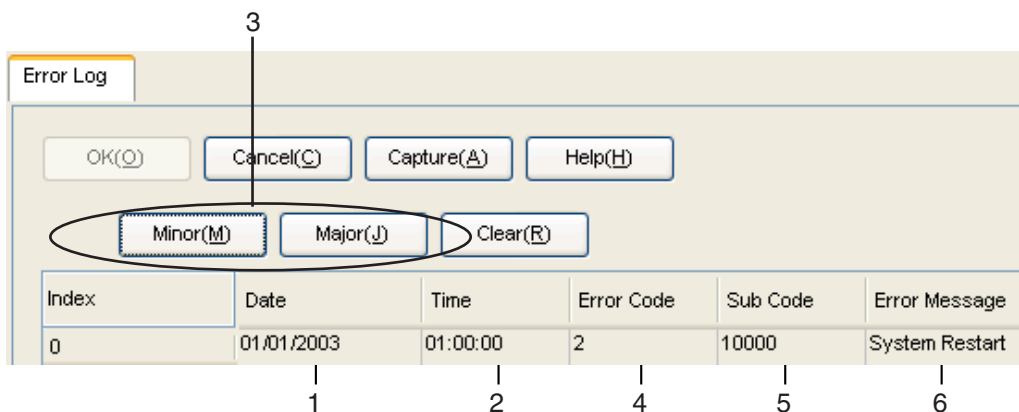 3
Error Log
OK(O) Cancel(C) Capture(A) Help(H)
Minor(M) Major(J) Clear(R)
Index Date Time Error Code Sub Code Error Message
0 01/01/2003 01:00:00 2 10000 System Restart
1 2 4 5 6